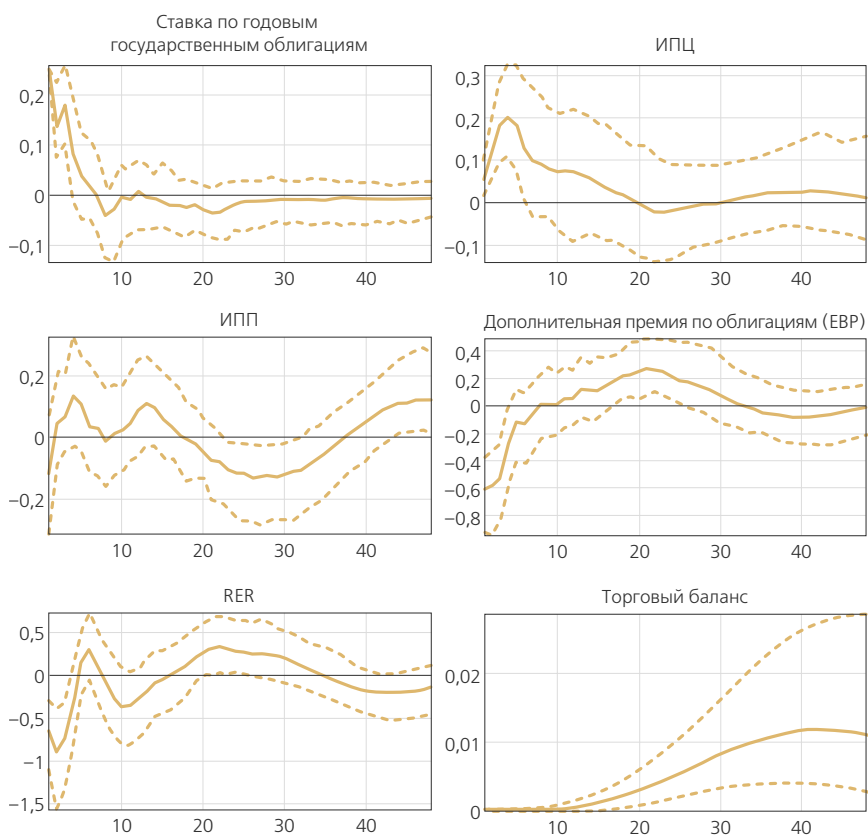 Ставка по годовым
государственным облигациям
0,2
0,1
0
−0,1
10 20 30 40
ИПЦ
0,3
0,2
0,1
0
−0,1
10 20 30 40
ИПП
0,2
0
−0,2
10 20 30 40
Дополнительная премия по облигациям (EBP)
0,4
0,2
0
−0,2
−0,4
−0,6
−0,8
10 20 30 40
RER
0,5
0
−0,5
−1
−1,5
10 20 30 40
Торговый баланс
0,02
0,01
0
10 20 30 40